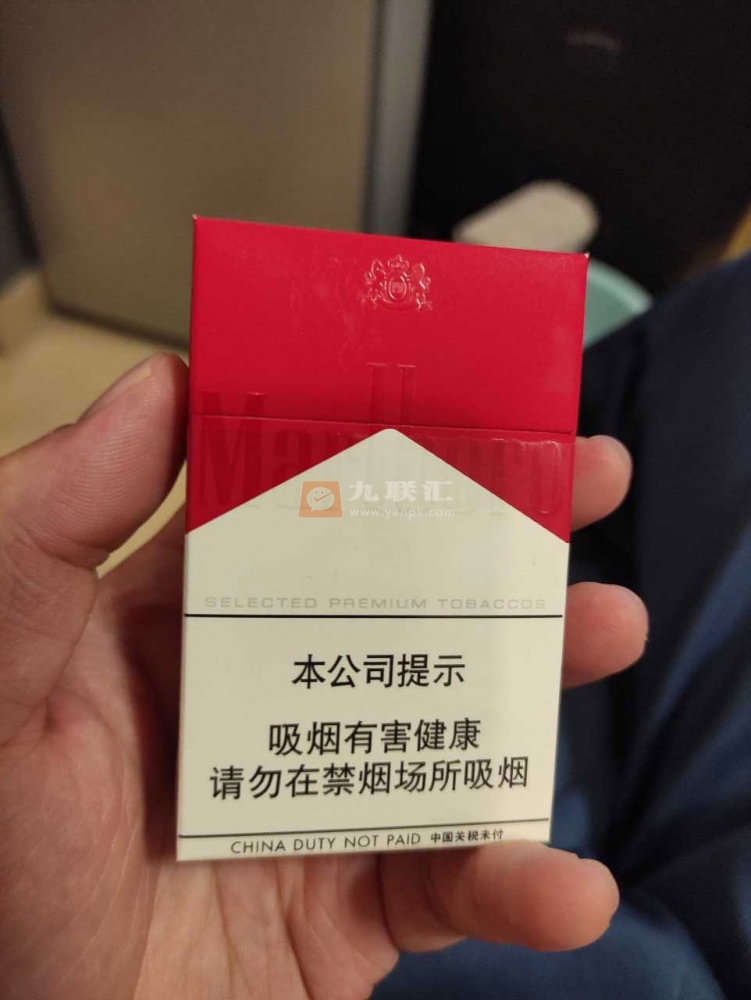 Marlboro
九联汇
www.yanpk.com
SELECTED PREMIUM TOBACCOS
本公司提示
吸烟有害健康
请勿在禁烟场所吸烟
CHINA DUTY NOT PAID 中国关税未付